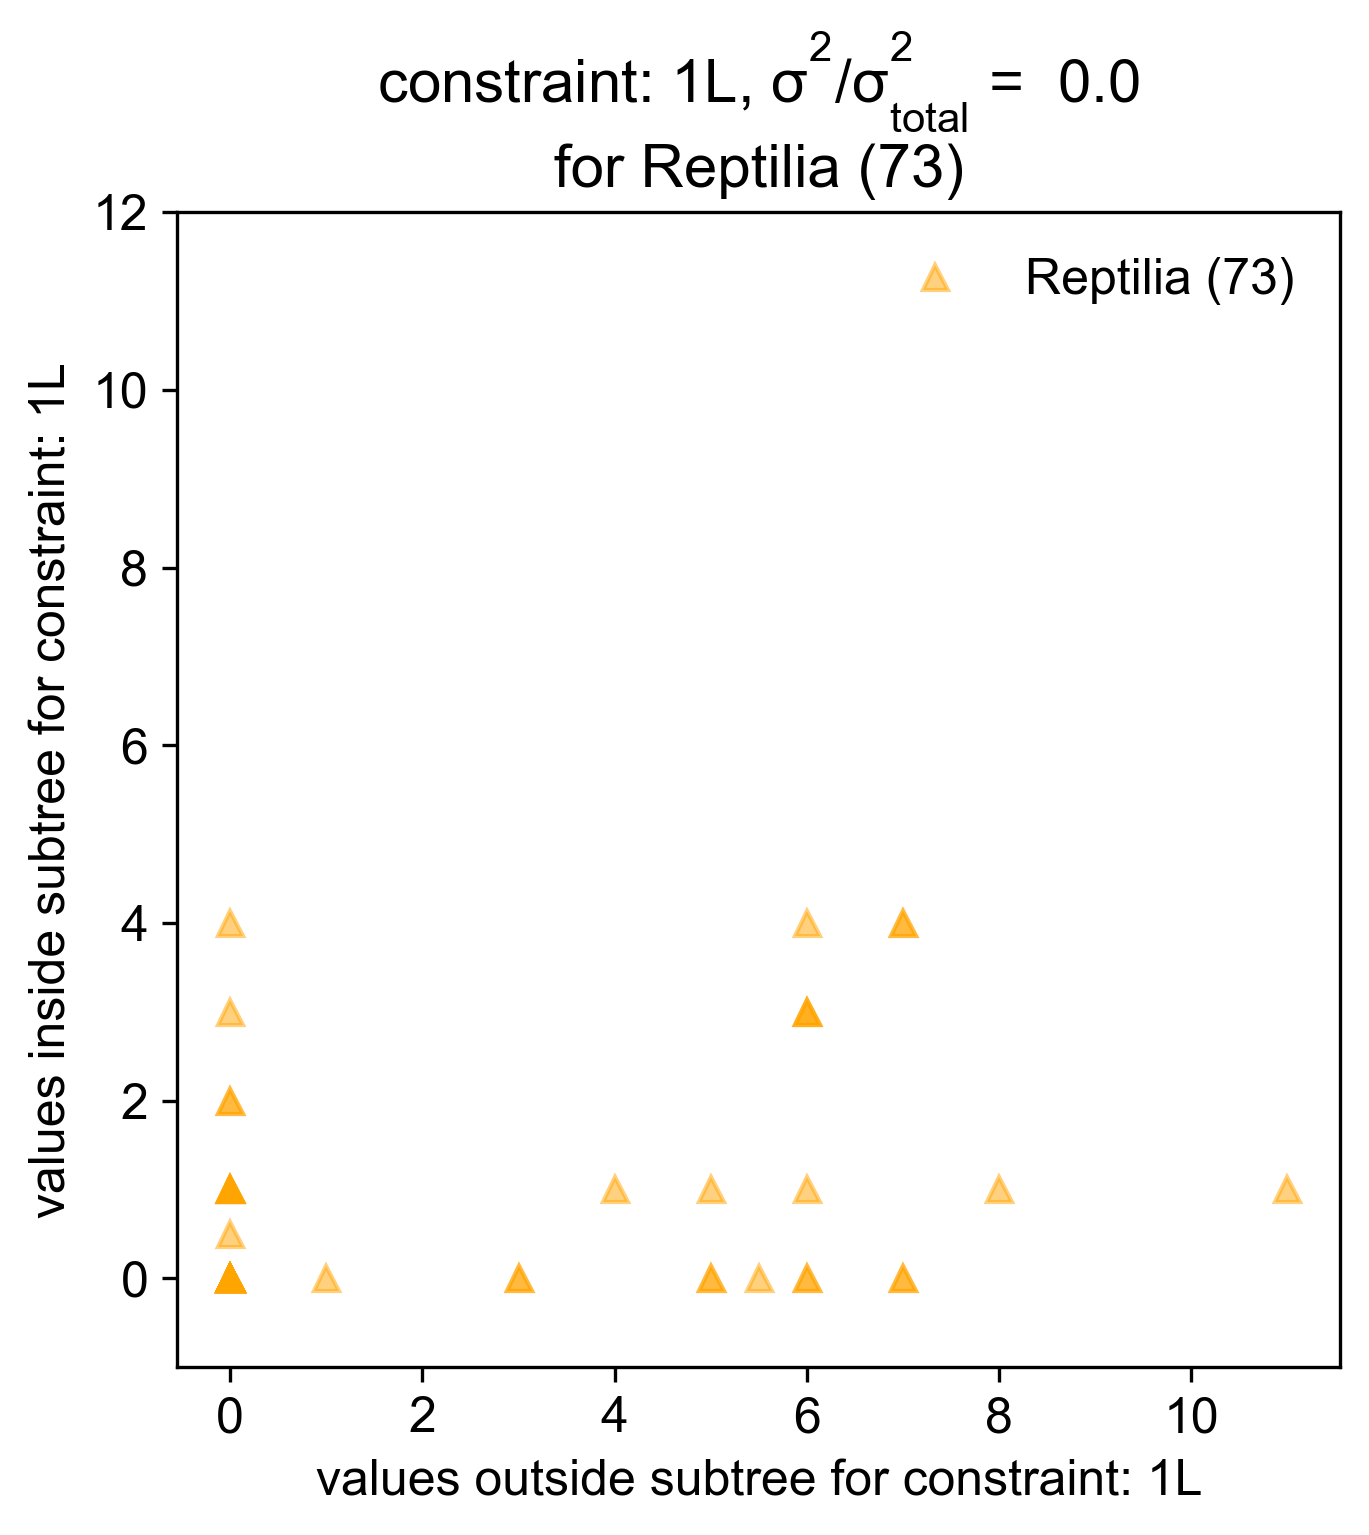 constraint: 1L, σ²/σ²total = 0.0
for Reptilia (73)
Reptilia (73)
12
10
8
6
4
2
0
values inside subtree for constraint: 1L
0 2 4 6 8 10
values outside subtree for constraint: 1L